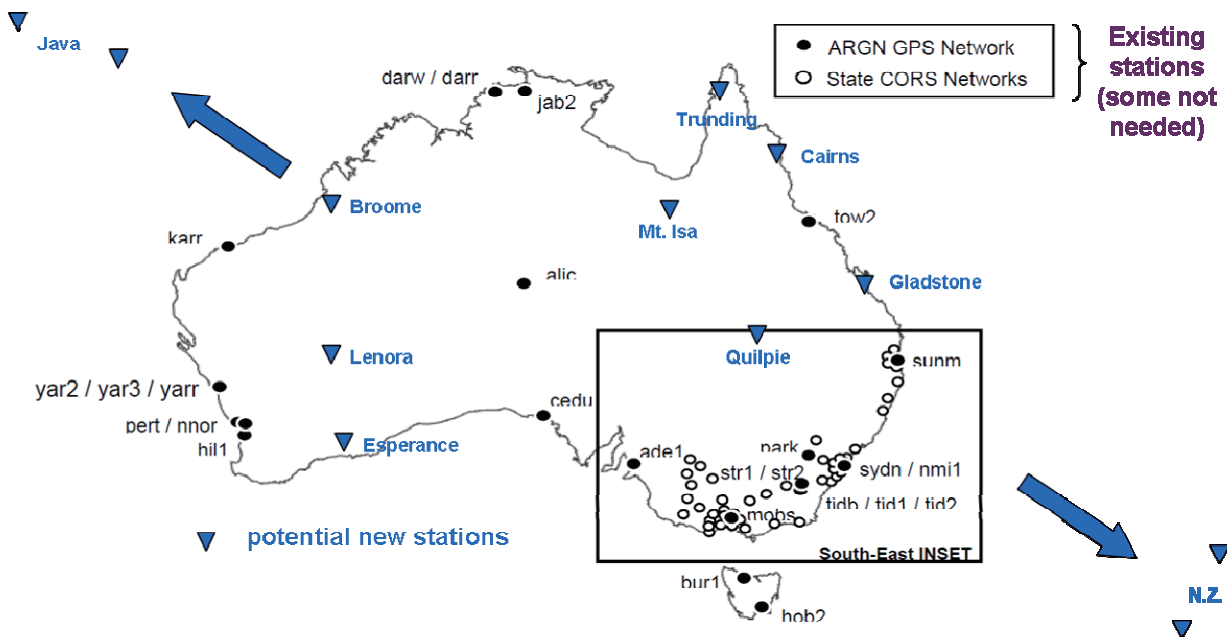 Java
ARGN GPS Network
State CORS Networks
Existing
stations
(some not
needed)
darw / darr
jab2
Trunding
Cairns
Broome
Mt. Isa
tow2
karr
alic
Gladstone
Lenora
Quilpie
sunm
yar2 / yar3 / yarr
cedu
pert / nnor
hil1
Esperance
ade1
park
str1 / str2
sydn / nmi1
mobs
tidb / tid1 / tid2
potential new stations
South-East INSET
bur1
hob2
N.Z.